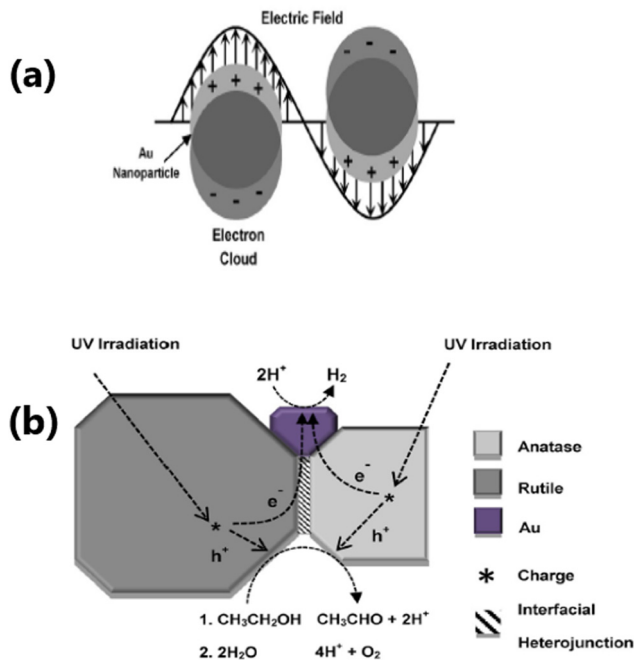 (a)
Electric Field
- - -
+ + +
Au
Nanoparticle
- - -
+ + +
Electron
Cloud
UV Irradiation
UV Irradiation
2H⁺ H₂
(b)
e⁻
e⁻
*
*
h⁺
h⁺
Anatase
Rutile
Au
* Charge
Interfacial
Heterojunction
1. CH₃CH₂OH CH₃CHO + 2H⁺
2. 2H₂O 4H⁺ + O₂